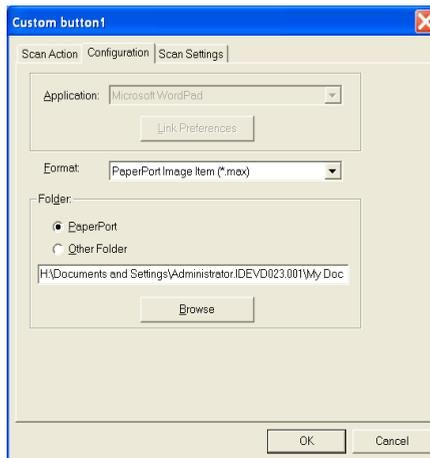 Custom button1
Scan Action Configuration Scan Settings
Application: Microsoft WordPad
Link Preferences
Format: PaperPort Image Item (*.max)
Folder:
PaperPort
Other Folder
H:\Documents and Settings\Administrator.IDEVD023.001\My Doc
Browse
OK Cancel